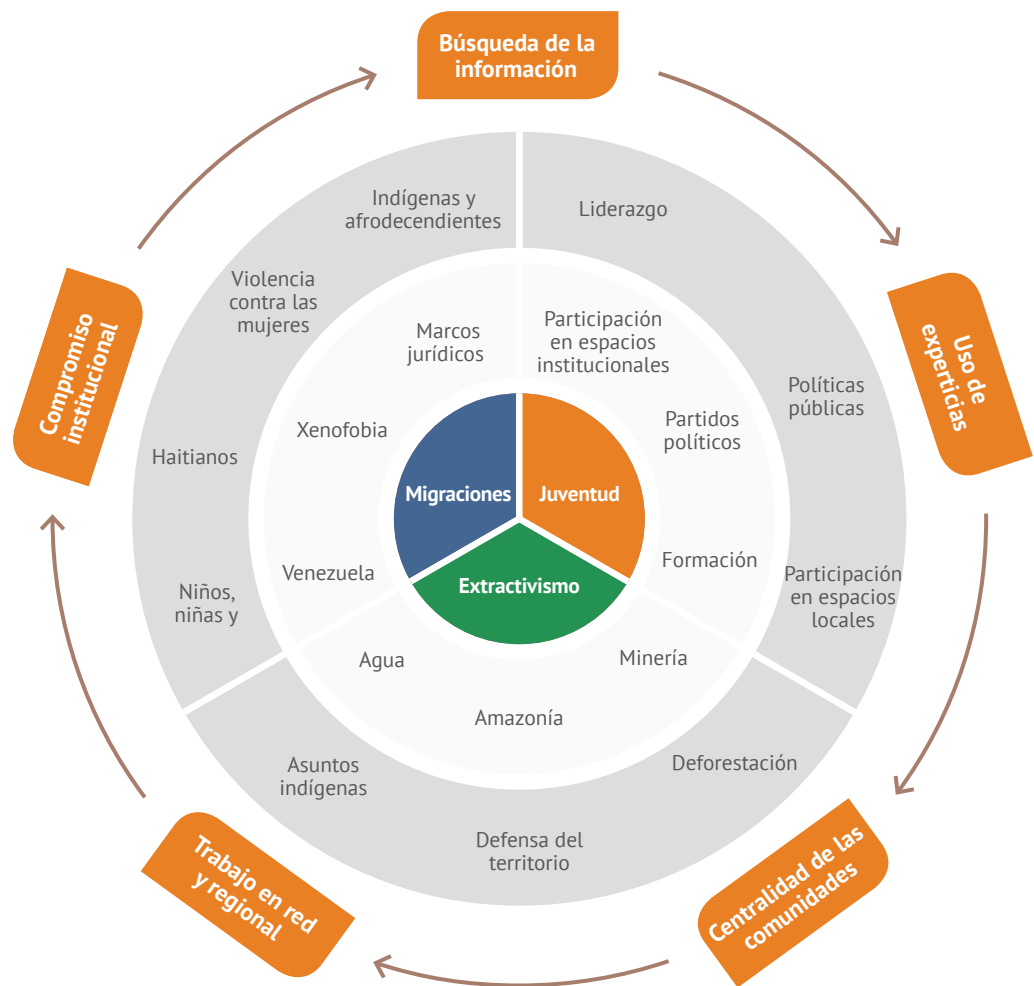 Búsqueda de la
información
Uso de
experticias
Centralidad de las
comunidades
Trabajo en red
y regional
Compromiso
institucional
Indígenas y
afrodecendientes
Violencia
contra las
mujeres
Haitianos
Niños,
niñas y
Liderazgo
Políticas
públicas
Participación
en espacios
locales
Deforestación
Defensa del
territorio
Asuntos
indígenas
Marcos
jurídicos
Xenofobia
Venezuela
Participación
en espacios
institucionales
Partidos
políticos
Formación
Minería
Amazonía
Agua
Migraciones
Juventud
Extractivismo